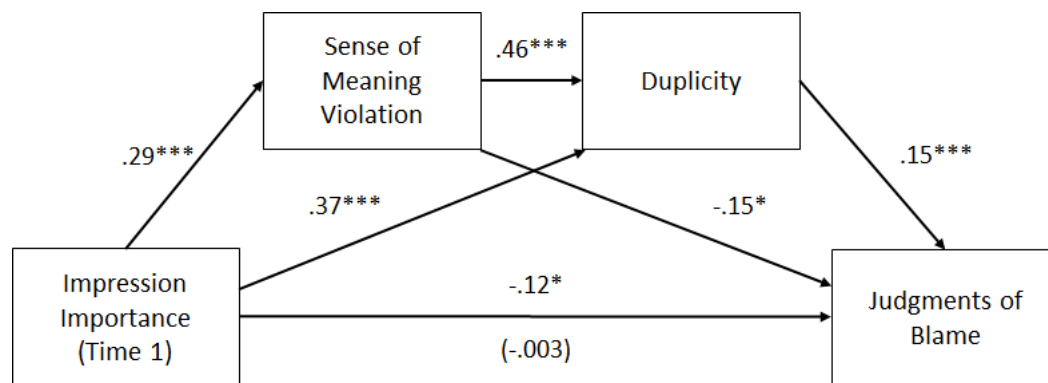 Sense of
Meaning
Violation
.46***
Duplicity
.29***
.37***
-.15*
.15***
Impression
Importance
(Time 1)
-.12*
(-.003)
Judgments of
Blame